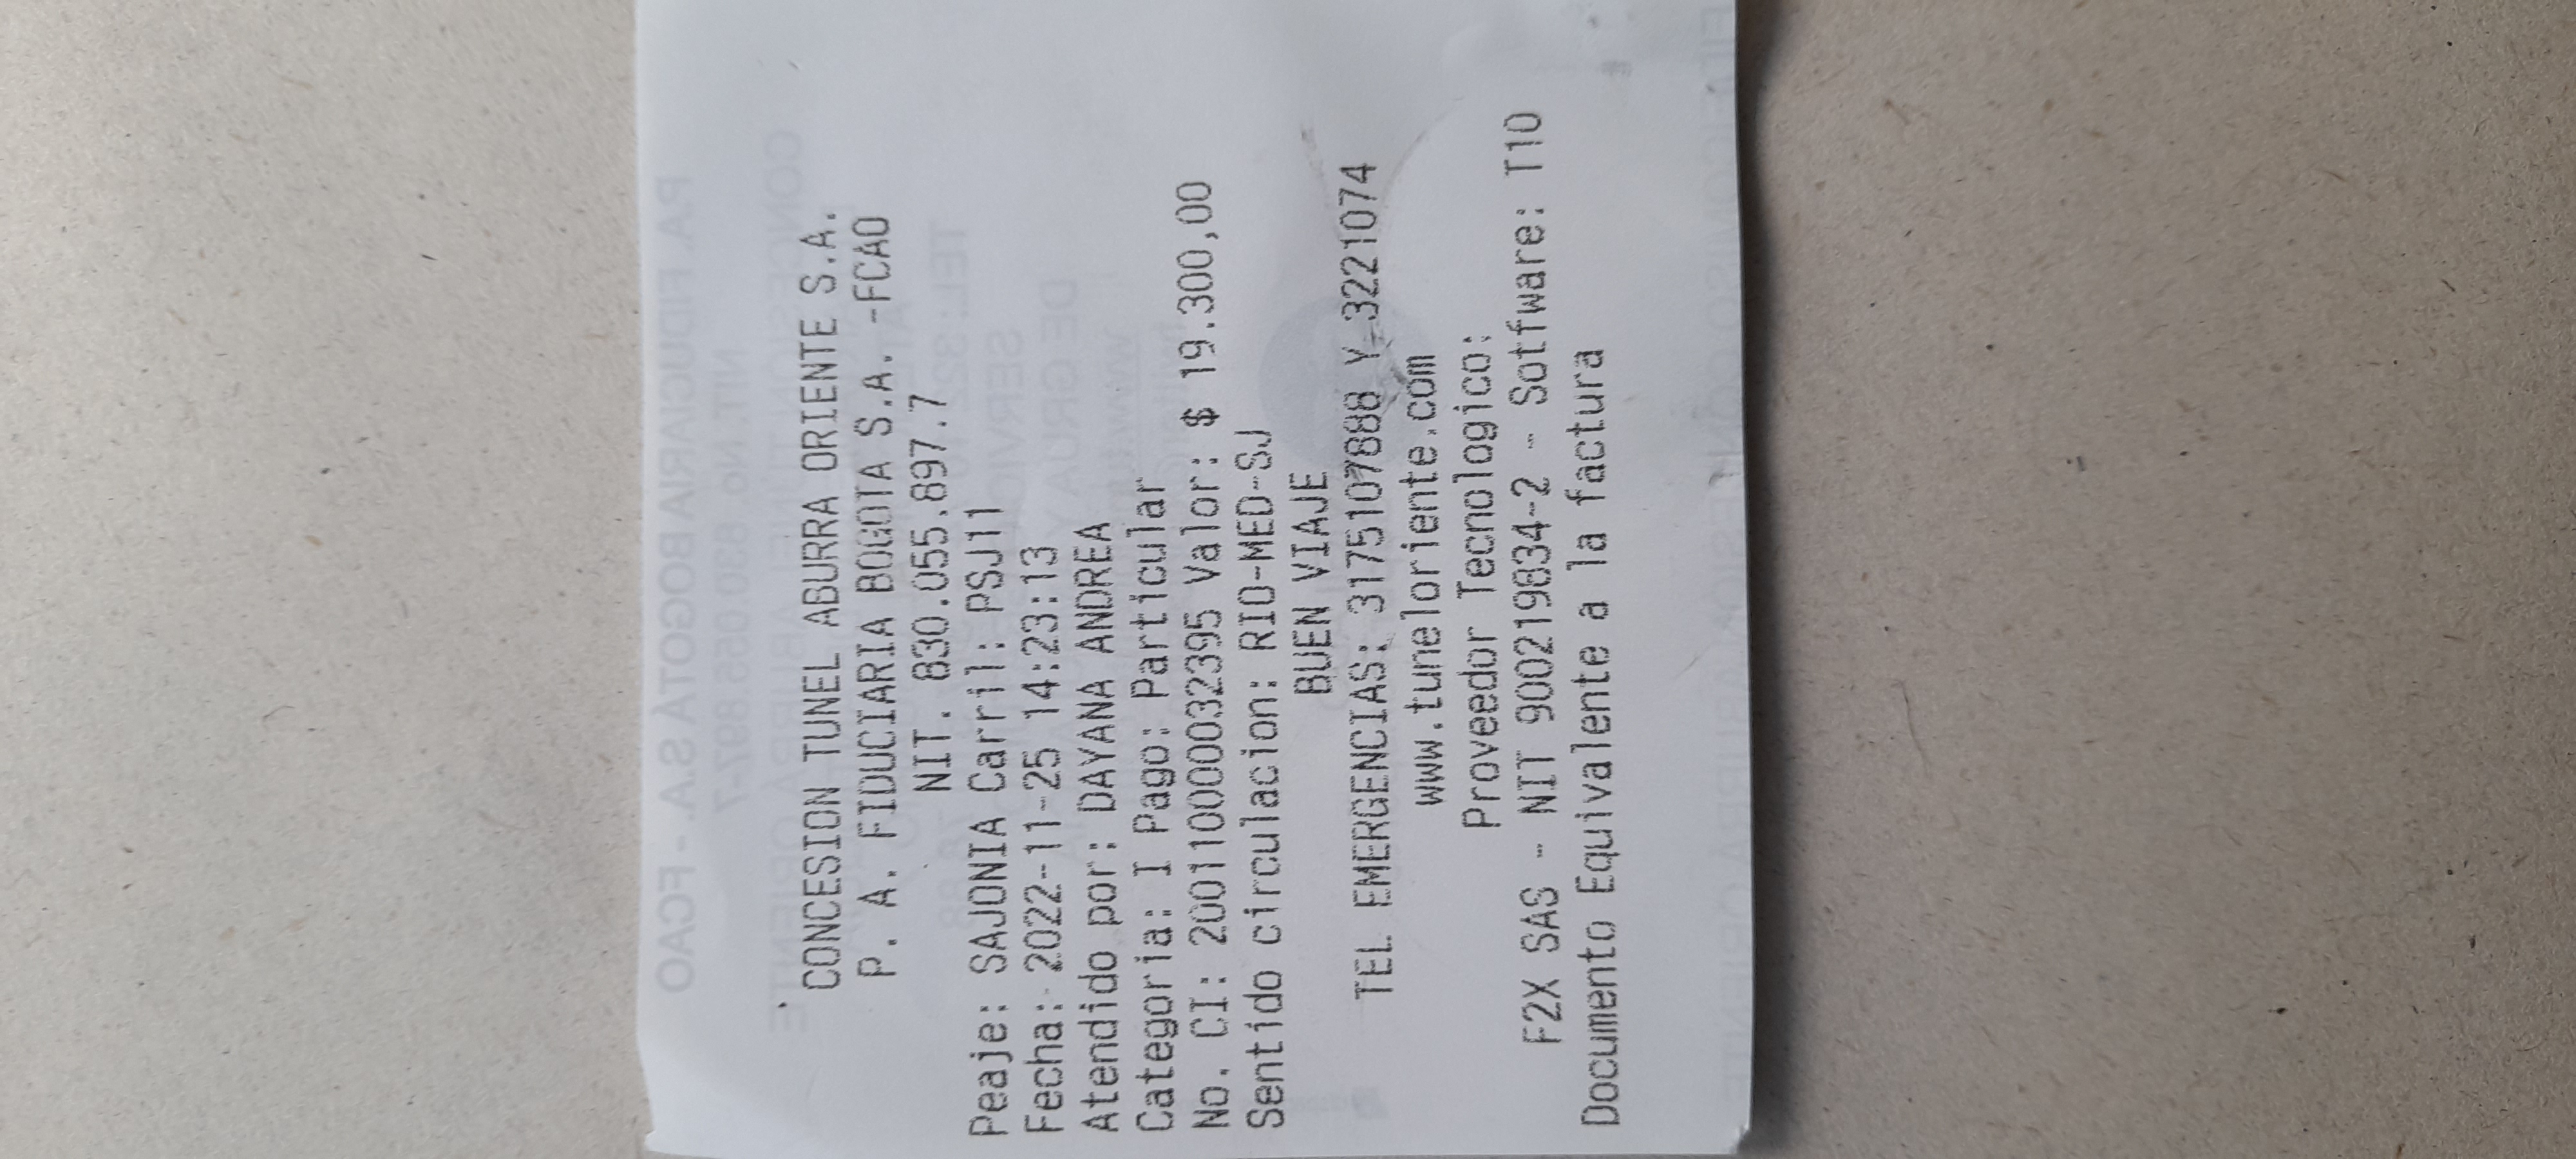 CONCESION TUNEL ABURRA ORIENTE S.A.
P. A. FIDUCIARIA BOGOTA S.A. -FCAO
NIT. 830.055.897.7
Peaje: SAJONIA Carril: PSJ11
Fecha: 2022-11-25 14:23:13
Atendido por: DAYANA ANDREA
Categoria: I Pago: Particular
No. CI: 200110000032395 Valor: $ 19.300,00
Sentido circulacion: RIO-MED-SJ
BUEN VIAJE
TEL EMERGENCIAS: 3175107888 Y 3221074
www.tuneloriente.com
Proveedor Tecnologico:
F2X SAS - NIT 900219834-2 - Sotfware: T10
Documento Equivalente a la factura